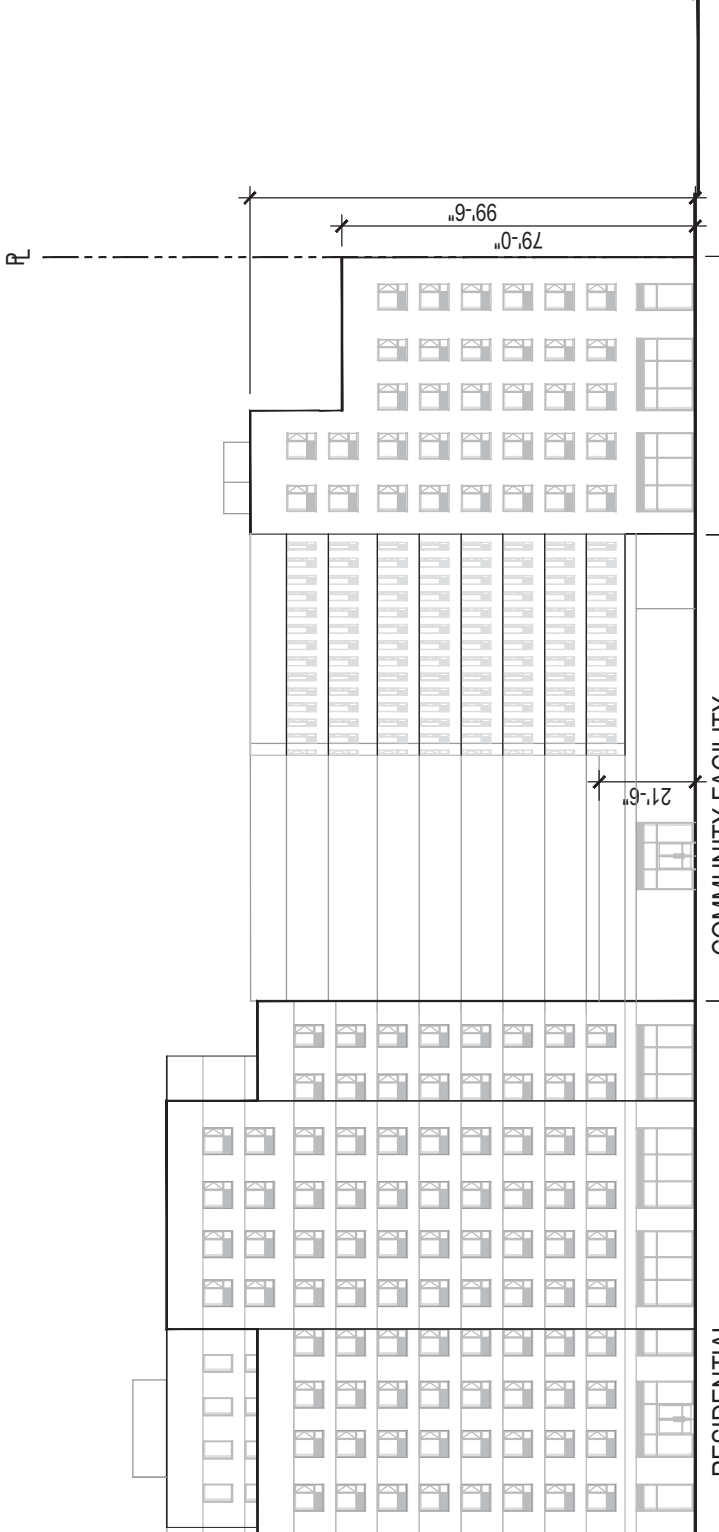 PL
99'-6"
79'-0"
21'-6"
COMMUNITY FACILITY
RESIDENTIAL